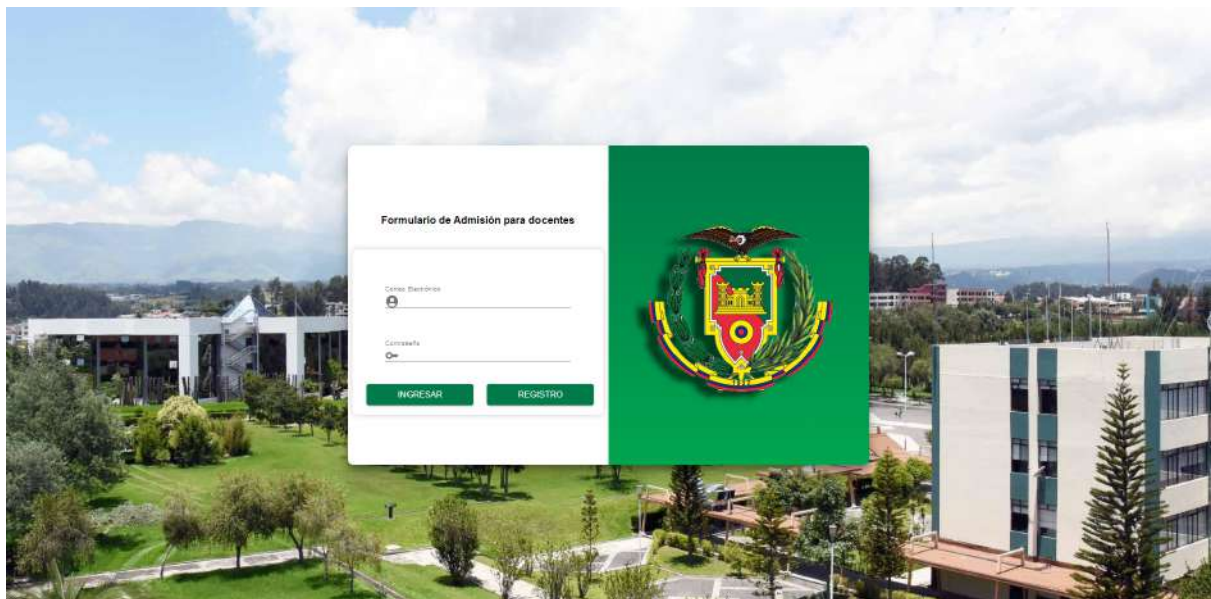 Formulario de Admisión para docentes
Correo Electrónico
Contraseña
INGRESAR
REGISTRO